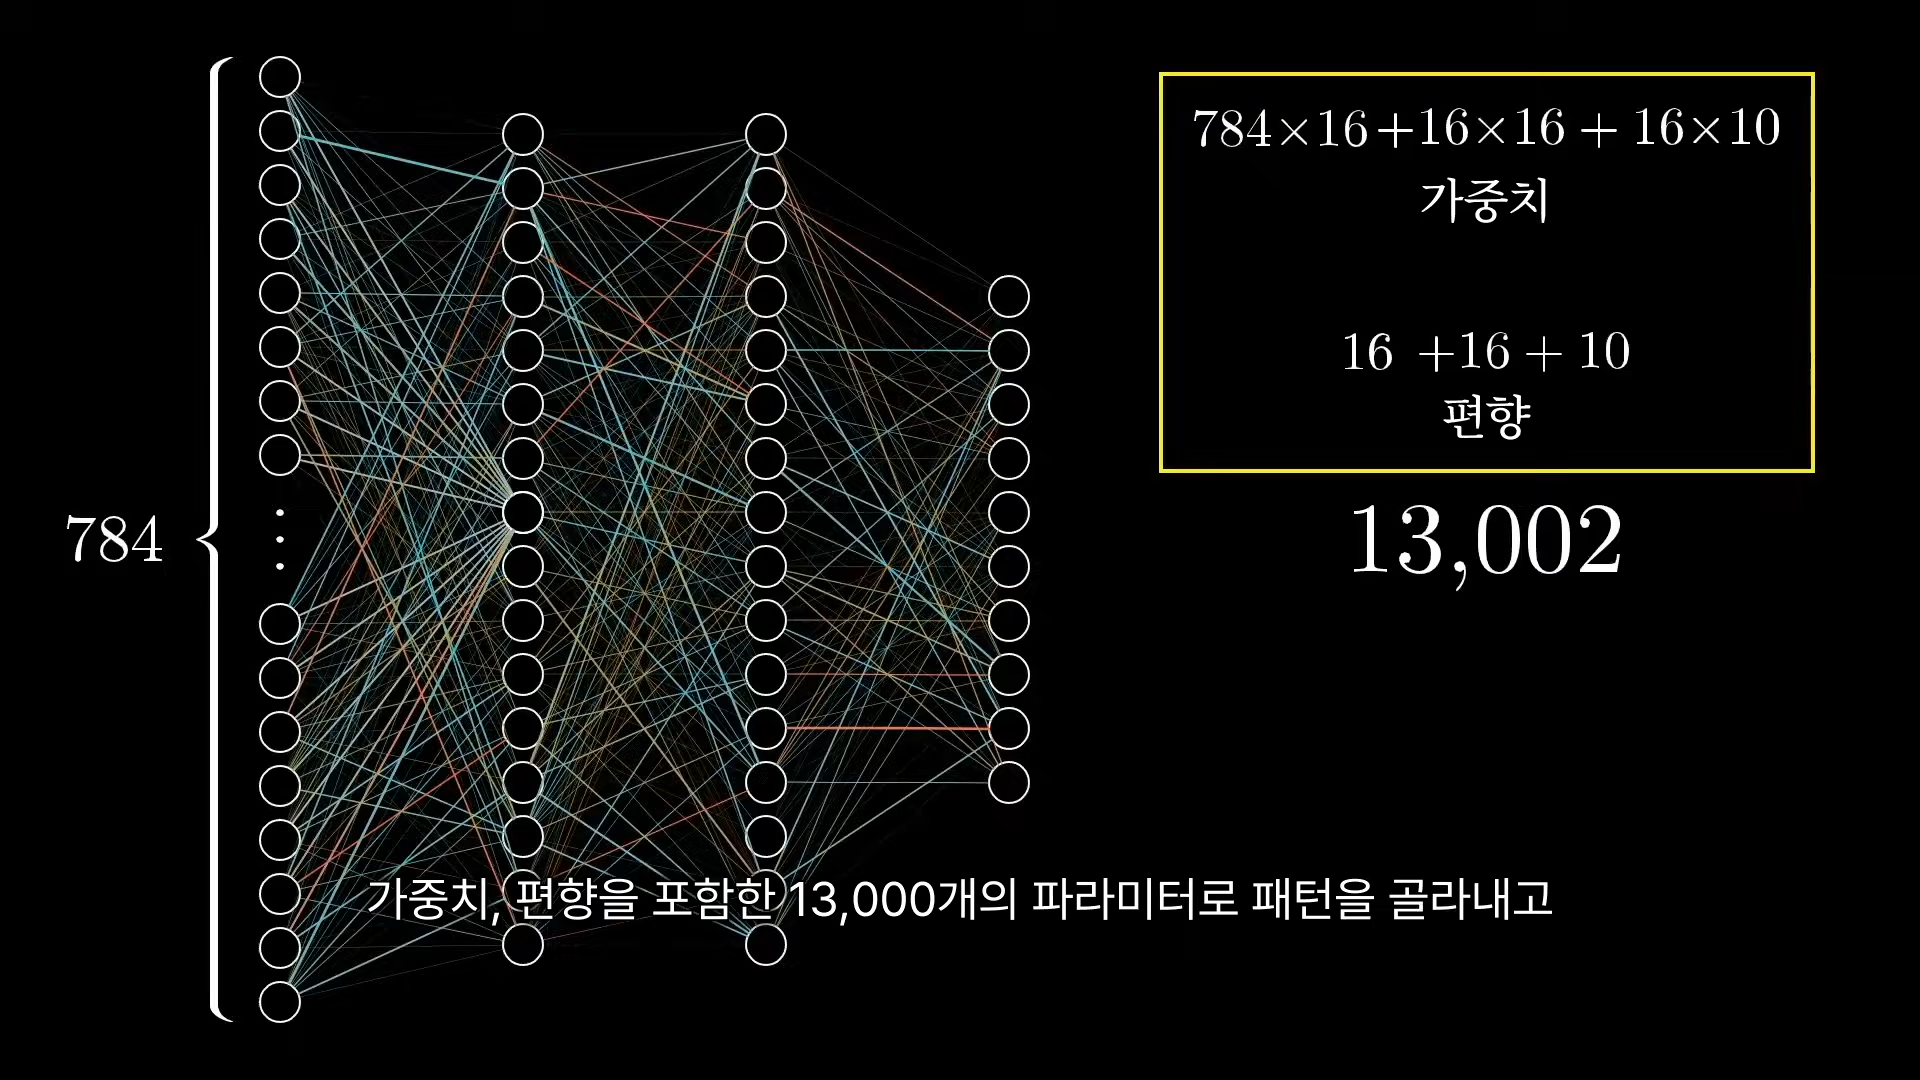 784×16+16×16 + 16×10
가중치
16 +16 + 10
편향
784
13,002
가중치, 편향을 포함한 13,000개의 파라미터로 패턴을 골라내고